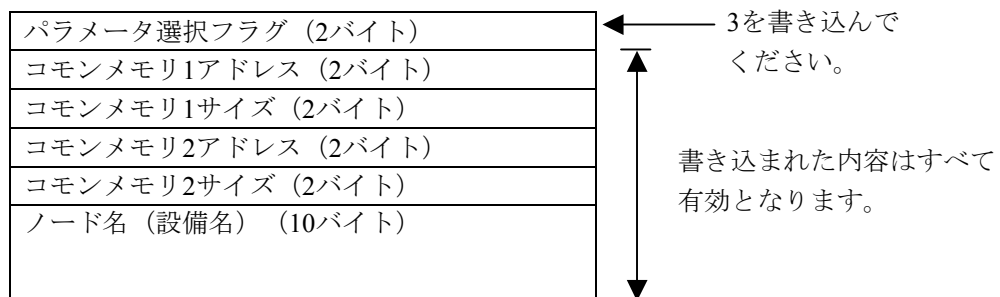 パラメータ選択フラグ（2バイト）
コモンメモリ1アドレス（2バイト）
コモンメモリ1サイズ（2バイト）
コモンメモリ2アドレス（2バイト）
コモンメモリ2サイズ（2バイト）
ノード名（設備名）（10バイト）
3を書き込んで
ください。
書き込まれた内容はすべて
有効となります。